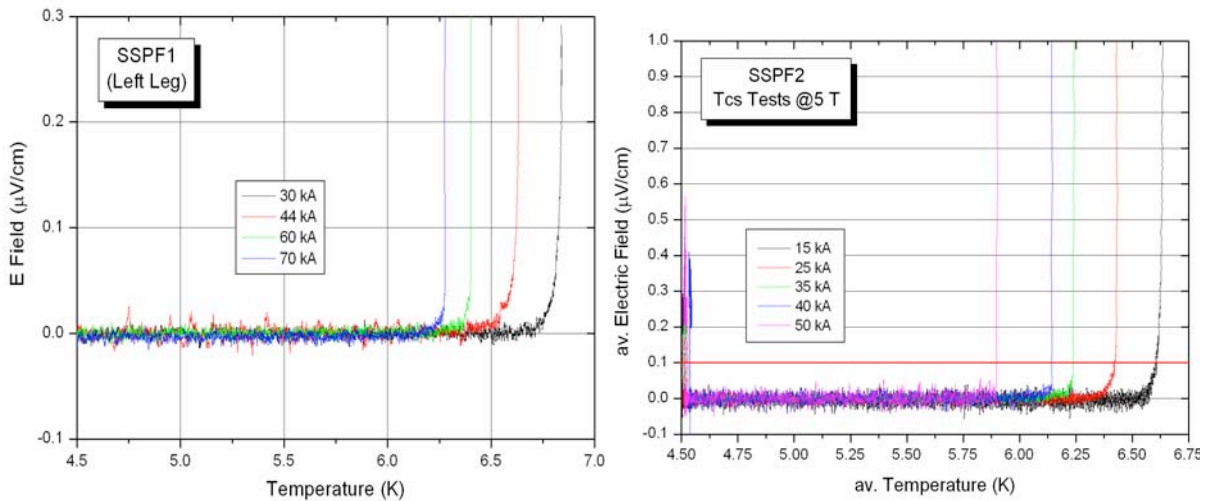 0.3
0.2
0.1
0.0
-0.1
E Field (μV/cm)
SSPF1
(Left Leg)
30 kA
44 kA
60 kA
70 kA
4.5 5.0 5.5 6.0 6.5 7.0
Temperature (K)
1.0
0.9
0.8
0.7
0.6
0.5
0.4
0.3
0.2
0.1
0.0
-0.1
av. Electric Field (μV/cm)
SSPF2
Tcs Tests @5 T
15 kA
25 kA
35 kA
40 kA
50 kA
4.50 4.75 5.00 5.25 5.50 5.75 6.00 6.25 6.50 6.75
av. Temperature (K)